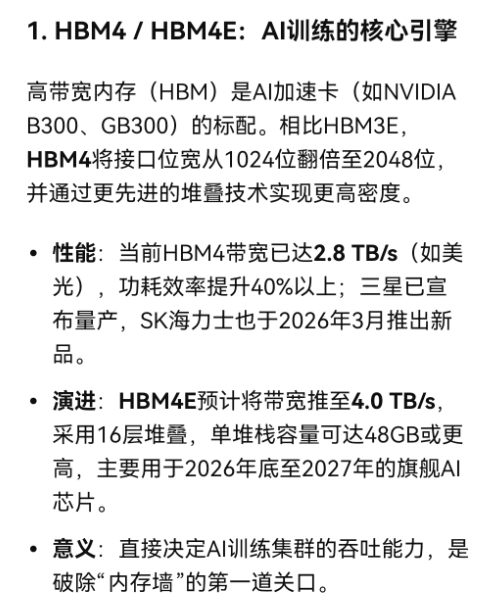 1. HBM4 / HBM4E：AI训练的核心引擎
高带宽内存（HBM）是AI加速卡（如NVIDIA
B300、GB300）的标配。相比HBM3E，
HBM4将接口位宽从1024位翻倍至2048位，
并通过更先进的堆叠技术实现更高密度。
• 性能：当前HBM4带宽已达2.8 TB/s（如美
光），功耗效率提升40%以上；三星已宣
布量产，SK海力士也于2026年3月推出新
品。
• 演进：HBM4E预计将带宽推至4.0 TB/s，
采用16层堆叠，单堆栈容量可达48GB或更
高，主要用于2026年底至2027年的旗舰AI
芯片。
• 意义：直接决定AI训练集群的吞吐能力，是
破除“内存墙”的第一道关口。